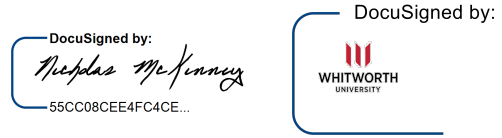 DocuSigned by:
Nicholas McKinney
55CC08CEE4FC4CE...
DocuSigned by:
WHITWORTH
UNIVERSITY